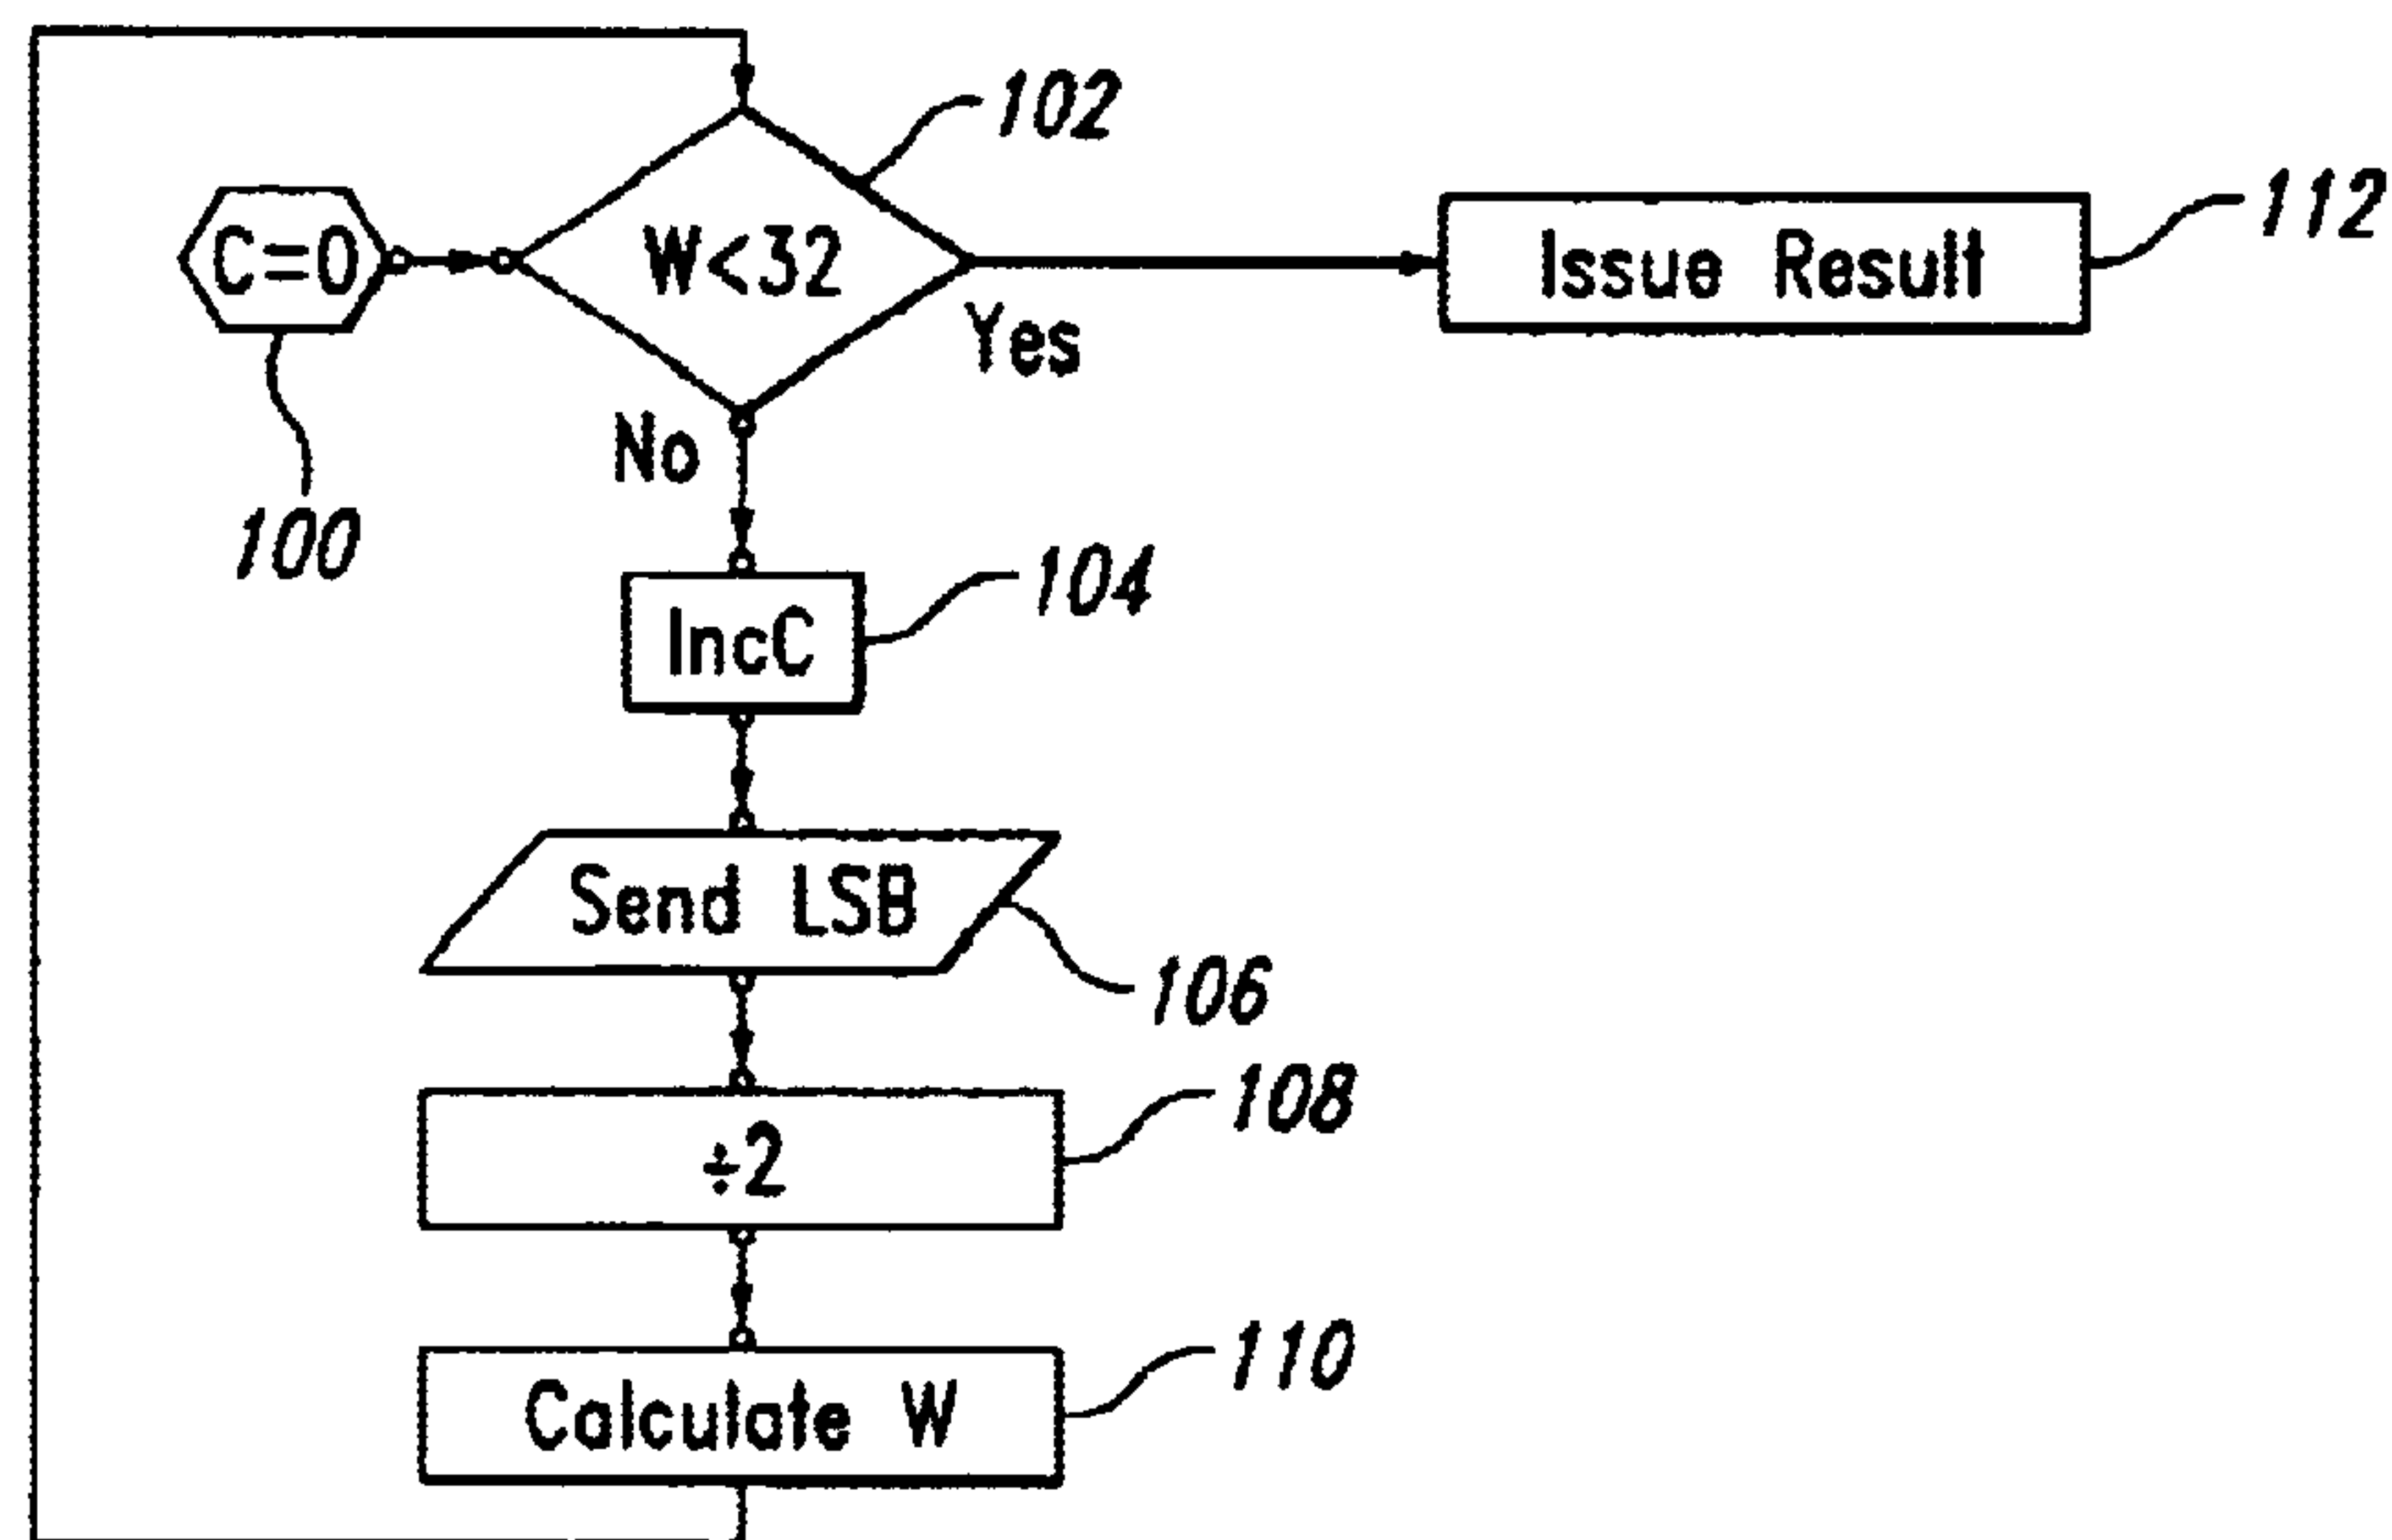 102
112
C=0
W<32
Issue Result
Yes
No
100
104
IncC
Send LSB
106
108
÷2
110
Calculate W